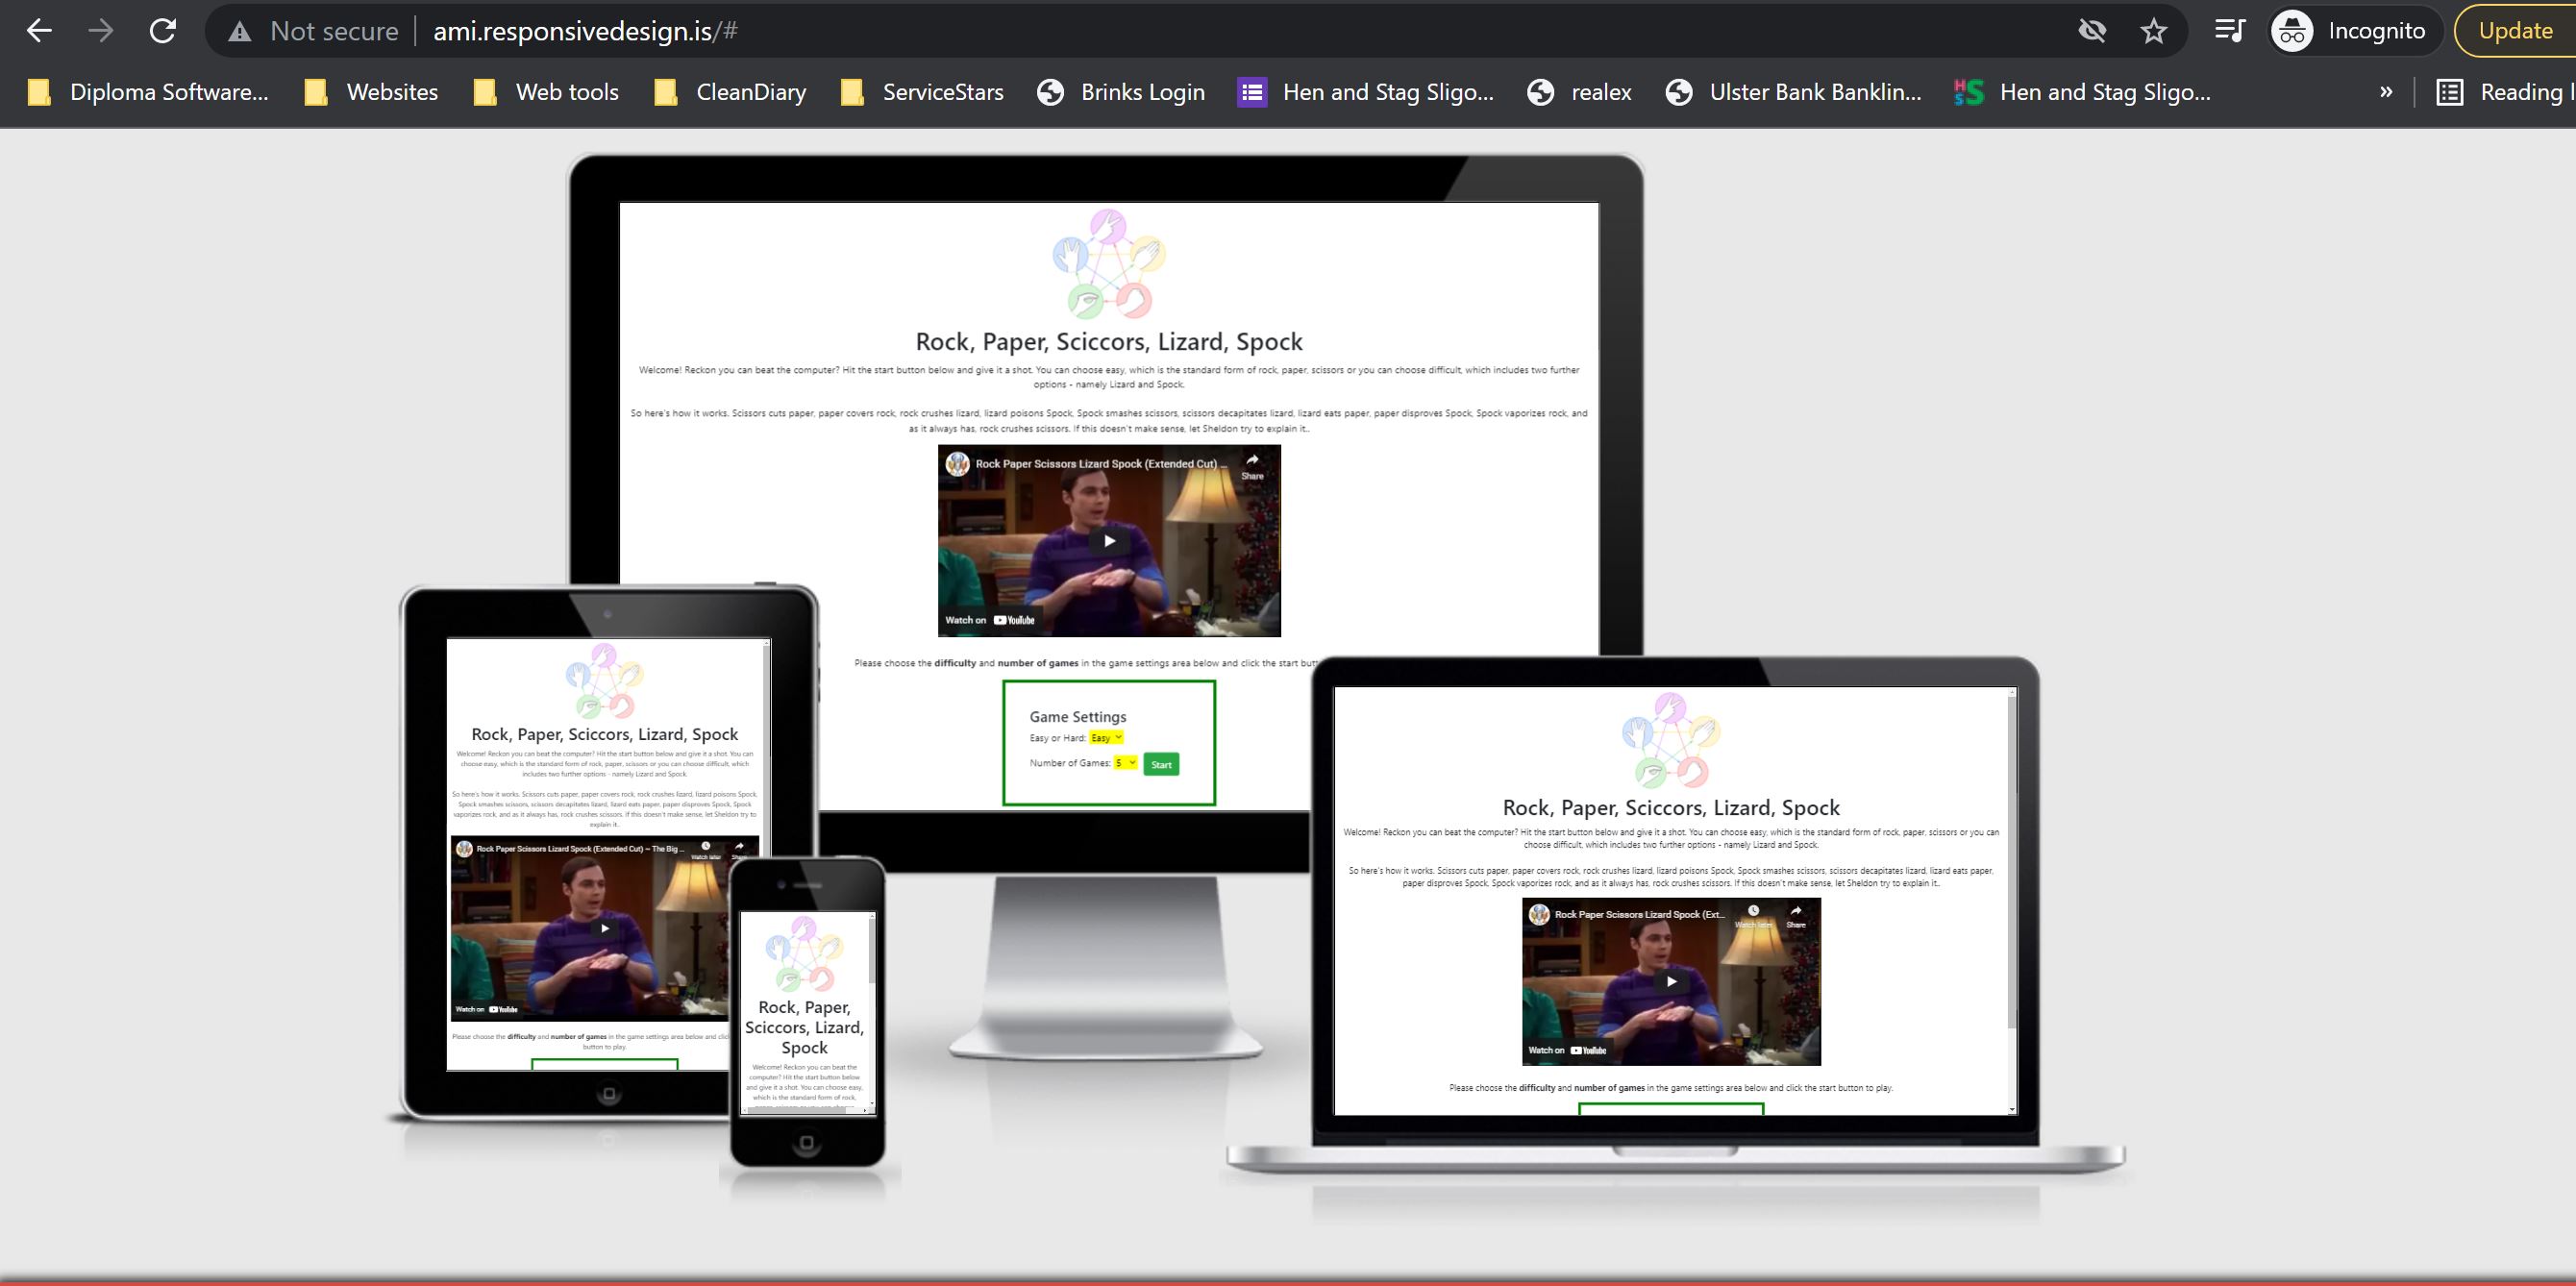 Not secure | ami.responsivedesign.is/# Incognito Update
Diploma Software... Websites Web tools CleanDiary ServiceStars Brinks Login Hen and Stag Sligo... realex Ulster Bank Banklin... Hen and Stag Sligo... » Reading l
Rock, Paper, Sciccors, Lizard, Spock
Welcome! Reckon you can beat the computer? Hit the start button below and give it a shot. You can choose easy, which is the standard form of rock, paper, scissors or you can choose difficult, which includes two further
options - namely Lizard and Spock.
So here's how it works. Scissors cuts paper, paper covers rock, rock crushes lizard, lizard poisons Spock, Spock smashes scissors, scissors decapitates lizard, lizard eats paper, paper disproves Spock, Spock vaporizes rock, and
as it always has, rock crushes scissors. If this doesn't make sense, let Sheldon try to explain it..
Rock Paper Scissors Lizard Spock (Extended Cut) ...
Share
Watch on YouTube
Please choose the difficulty and number of games in the game settings area below and click the start butt
Game Settings
Easy or Hard: Easy
Number of Games: 5 Start
Rock, Paper, Sciccors, Lizard, Spock
Welcome! Reckon you can beat the computer? Hit the start button below and give it a shot. You can
choose easy, which is the standard form of rock, paper, scissors or you can choose difficult, which
includes two further options - namely Lizard and Spock.
So here's how it works. Scissors cuts paper, paper covers rock, rock crushes lizard, lizard poisons Spock,
Spock smashes scissors, scissors decapitates lizard, lizard eats paper, paper disproves Spock, Spock
vaporizes rock, and as it always has, rock crushes scissors. If this doesn't make sense, let Sheldon try to
explain it..
Rock Paper Scissors Lizard Spock (Extended Cut) ~ The Big ...
Watch later
Watch on YouTube
Please choose the difficulty and number of games in the game settings area below and
button to play.
Rock, Paper,
Sciccors, Lizard,
Spock
Welcome! Reckon you can beat the
computer? Hit the start button below
and give it a shot. You can choose easy,
which is the standard form of rock,
Rock, Paper, Sciccors, Lizard, Spock
Welcome! Reckon you can beat the computer? Hit the start button below and give it a shot. You can choose easy, which is the standard form of rock, paper, scissors or you can
choose difficult, which includes two further options - namely Lizard and Spock.
So here's how it works. Scissors cuts paper, paper covers rock, rock crushes lizard, lizard poisons Spock, Spock smashes scissors, scissors decapitates lizard, lizard eats paper,
paper disproves Spock, Spock vaporizes rock, and as it always has, rock crushes scissors. If this doesn't make sense, let Sheldon try to explain it..
Rock Paper Scissors Lizard Spock (Ext...
Watch later Share
Watch on YouTube
Please choose the difficulty and number of games in the game settings area below and click the start button to play.